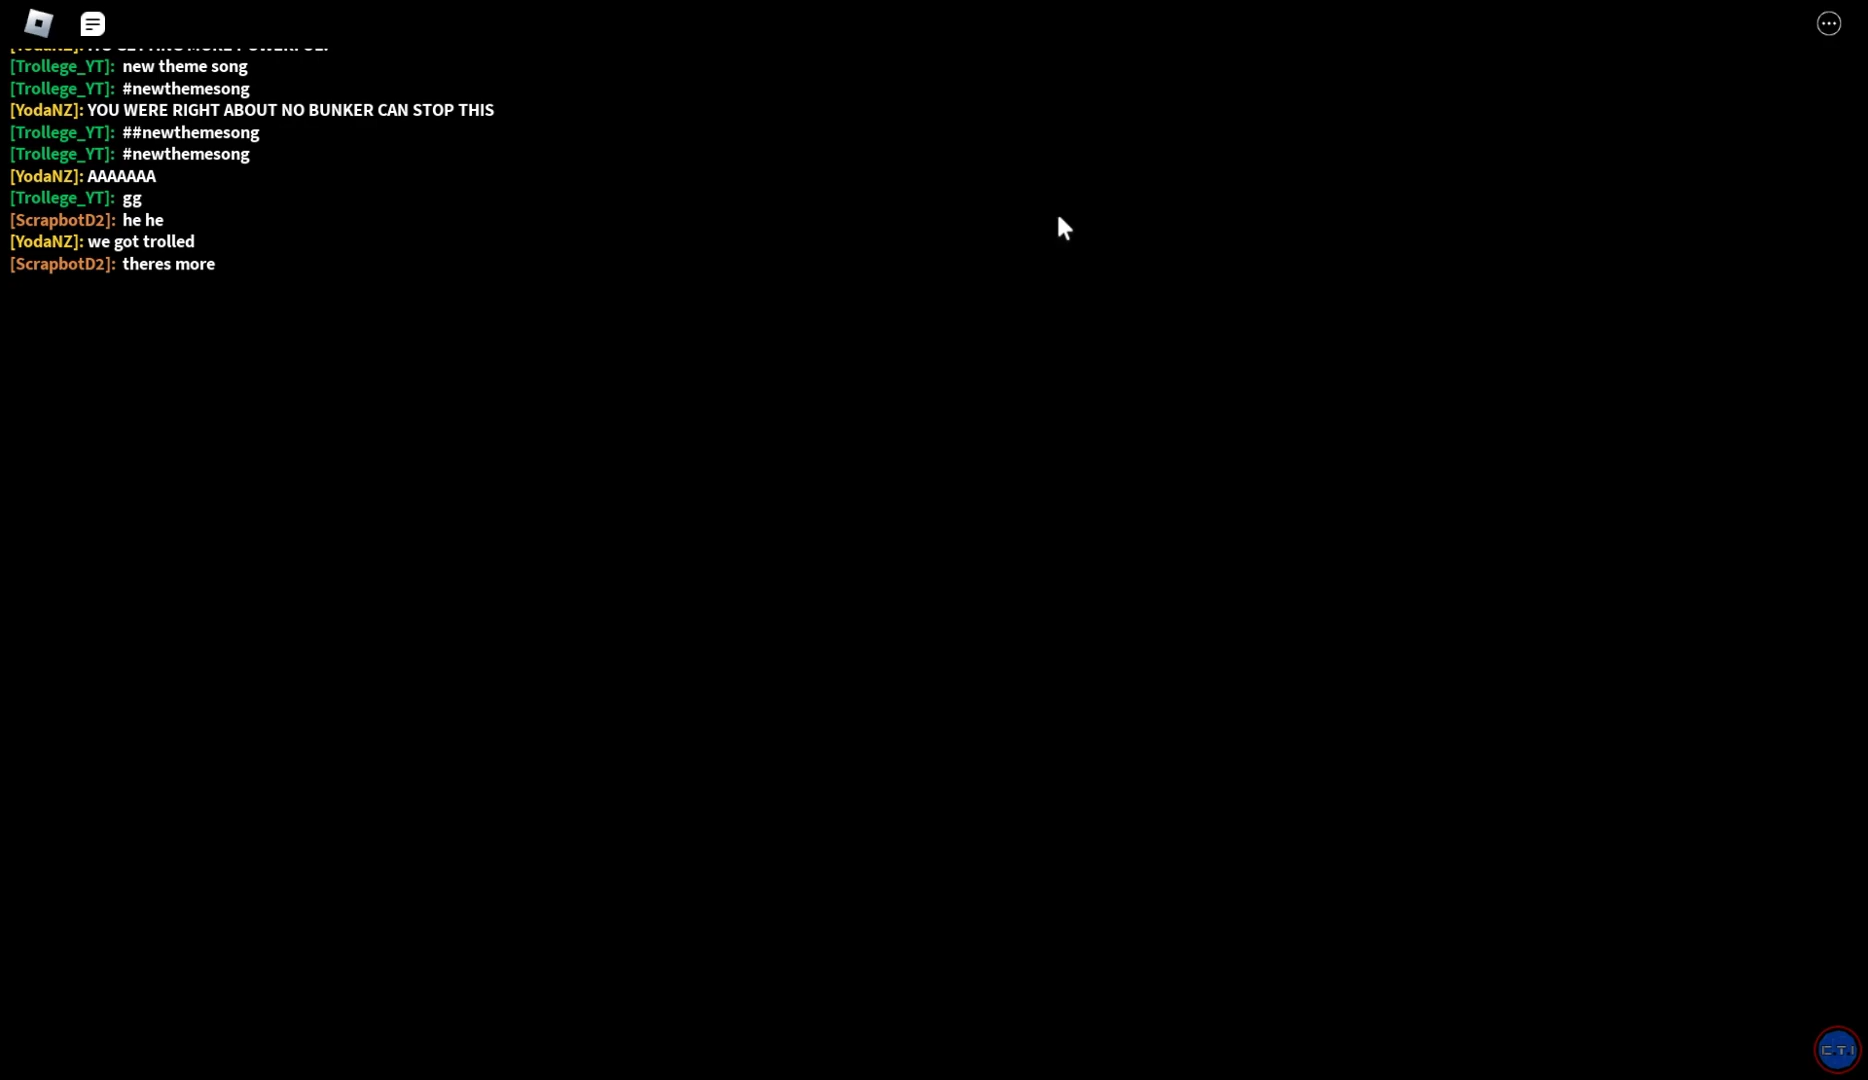 [Trollege_YT]: new theme song
[Trollege_YT]: #newthemesong
[YodaNZ]: YOU WERE RIGHT ABOUT NO BUNKER CAN STOP THIS
[Trollege_YT]: ##newthemesong
[Trollege_YT]: #newthemesong
[YodaNZ]: AAAAAAA
[Trollege_YT]: gg
[ScrapbotD2]: he he
[YodaNZ]: we got trolled
[ScrapbotD2]: theres more
C.T.I